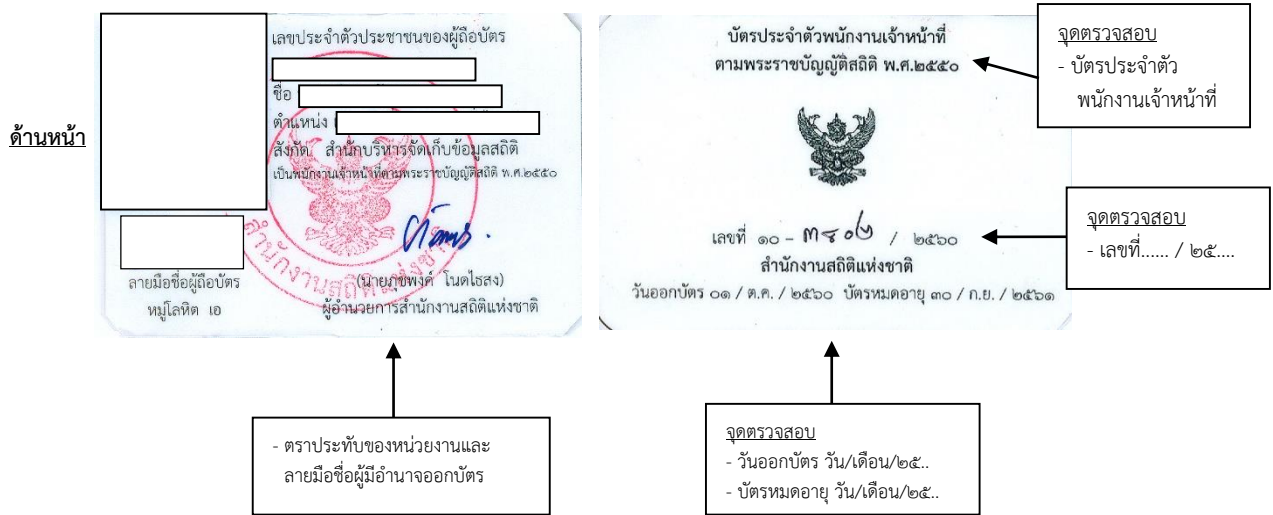 ด้านหน้า
เลขประจำตัวประชาชนของผู้ถือบัตร
ชื่อ
ตำแหน่ง
สังกัด สำนักบริหารจัดเก็บข้อมูลสถิติ
เป็นพนักงานเจ้าหน้าที่ตามพระราชบัญญัติสถิติ พ.ศ.๒๕๕๐
สำนักงานสถิติแห่งชาติ
ลายมือชื่อผู้ถือบัตร
หมู่โลหิต เอ
(นายภุชพงค์ โนดไธสง)
ผู้อำนวยการสำนักงานสถิติแห่งชาติ
- ตราประทับของหน่วยงานและ
ลายมือชื่อผู้มีอำนาจออกบัตร
บัตรประจำตัวพนักงานเจ้าหน้าที่
ตามพระราชบัญญัติสถิติ พ.ศ.๒๕๕๐
เลขที่ ๑๐ - ๓๘๐๒ / ๒๕๖๐
สำนักงานสถิติแห่งชาติ
วันออกบัตร ๐๑ / ต.ค. / ๒๕๖๐ บัตรหมดอายุ ๓๐ / ก.ย. / ๒๕๖๑
จุดตรวจสอบ
- บัตรประจำตัว
พนักงานเจ้าหน้าที่
จุดตรวจสอบ
- เลขที่...... / ๒๕....
จุดตรวจสอบ
- วันออกบัตร วัน/เดือน/๒๕..
- บัตรหมดอายุ วัน/เดือน/๒๕..